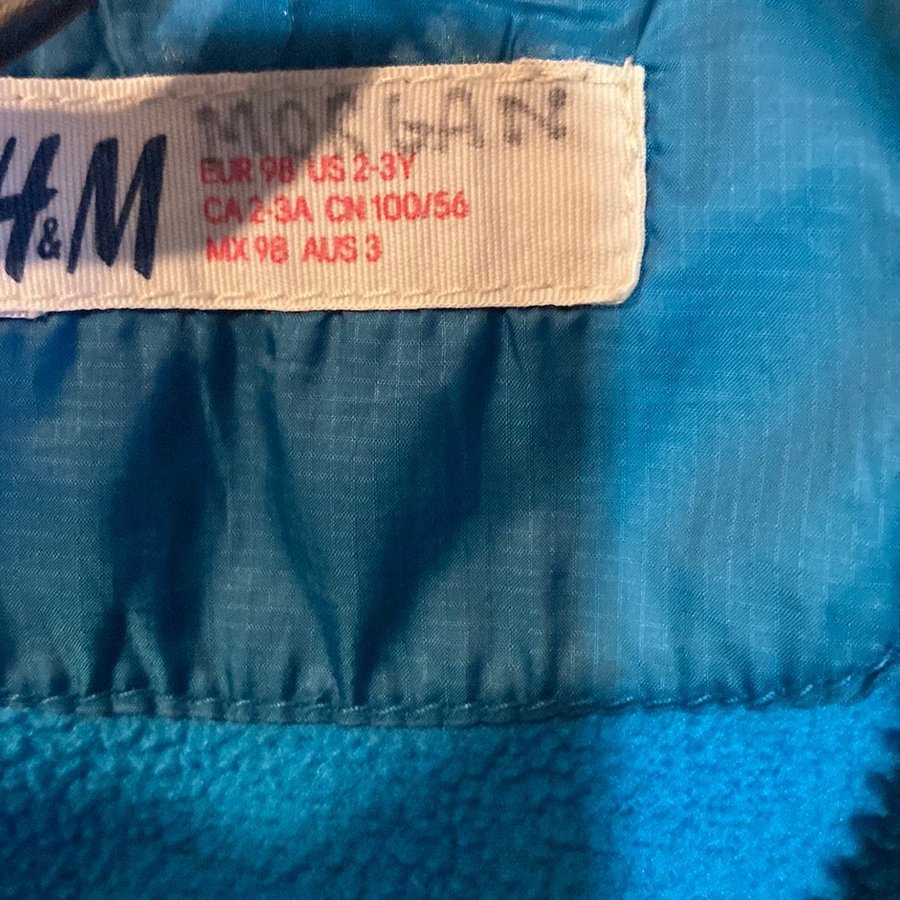 MORGAN
H&M
EUR 98 US 2-3Y
CA 2-3A CN 100/56
MX 98 AUS 3